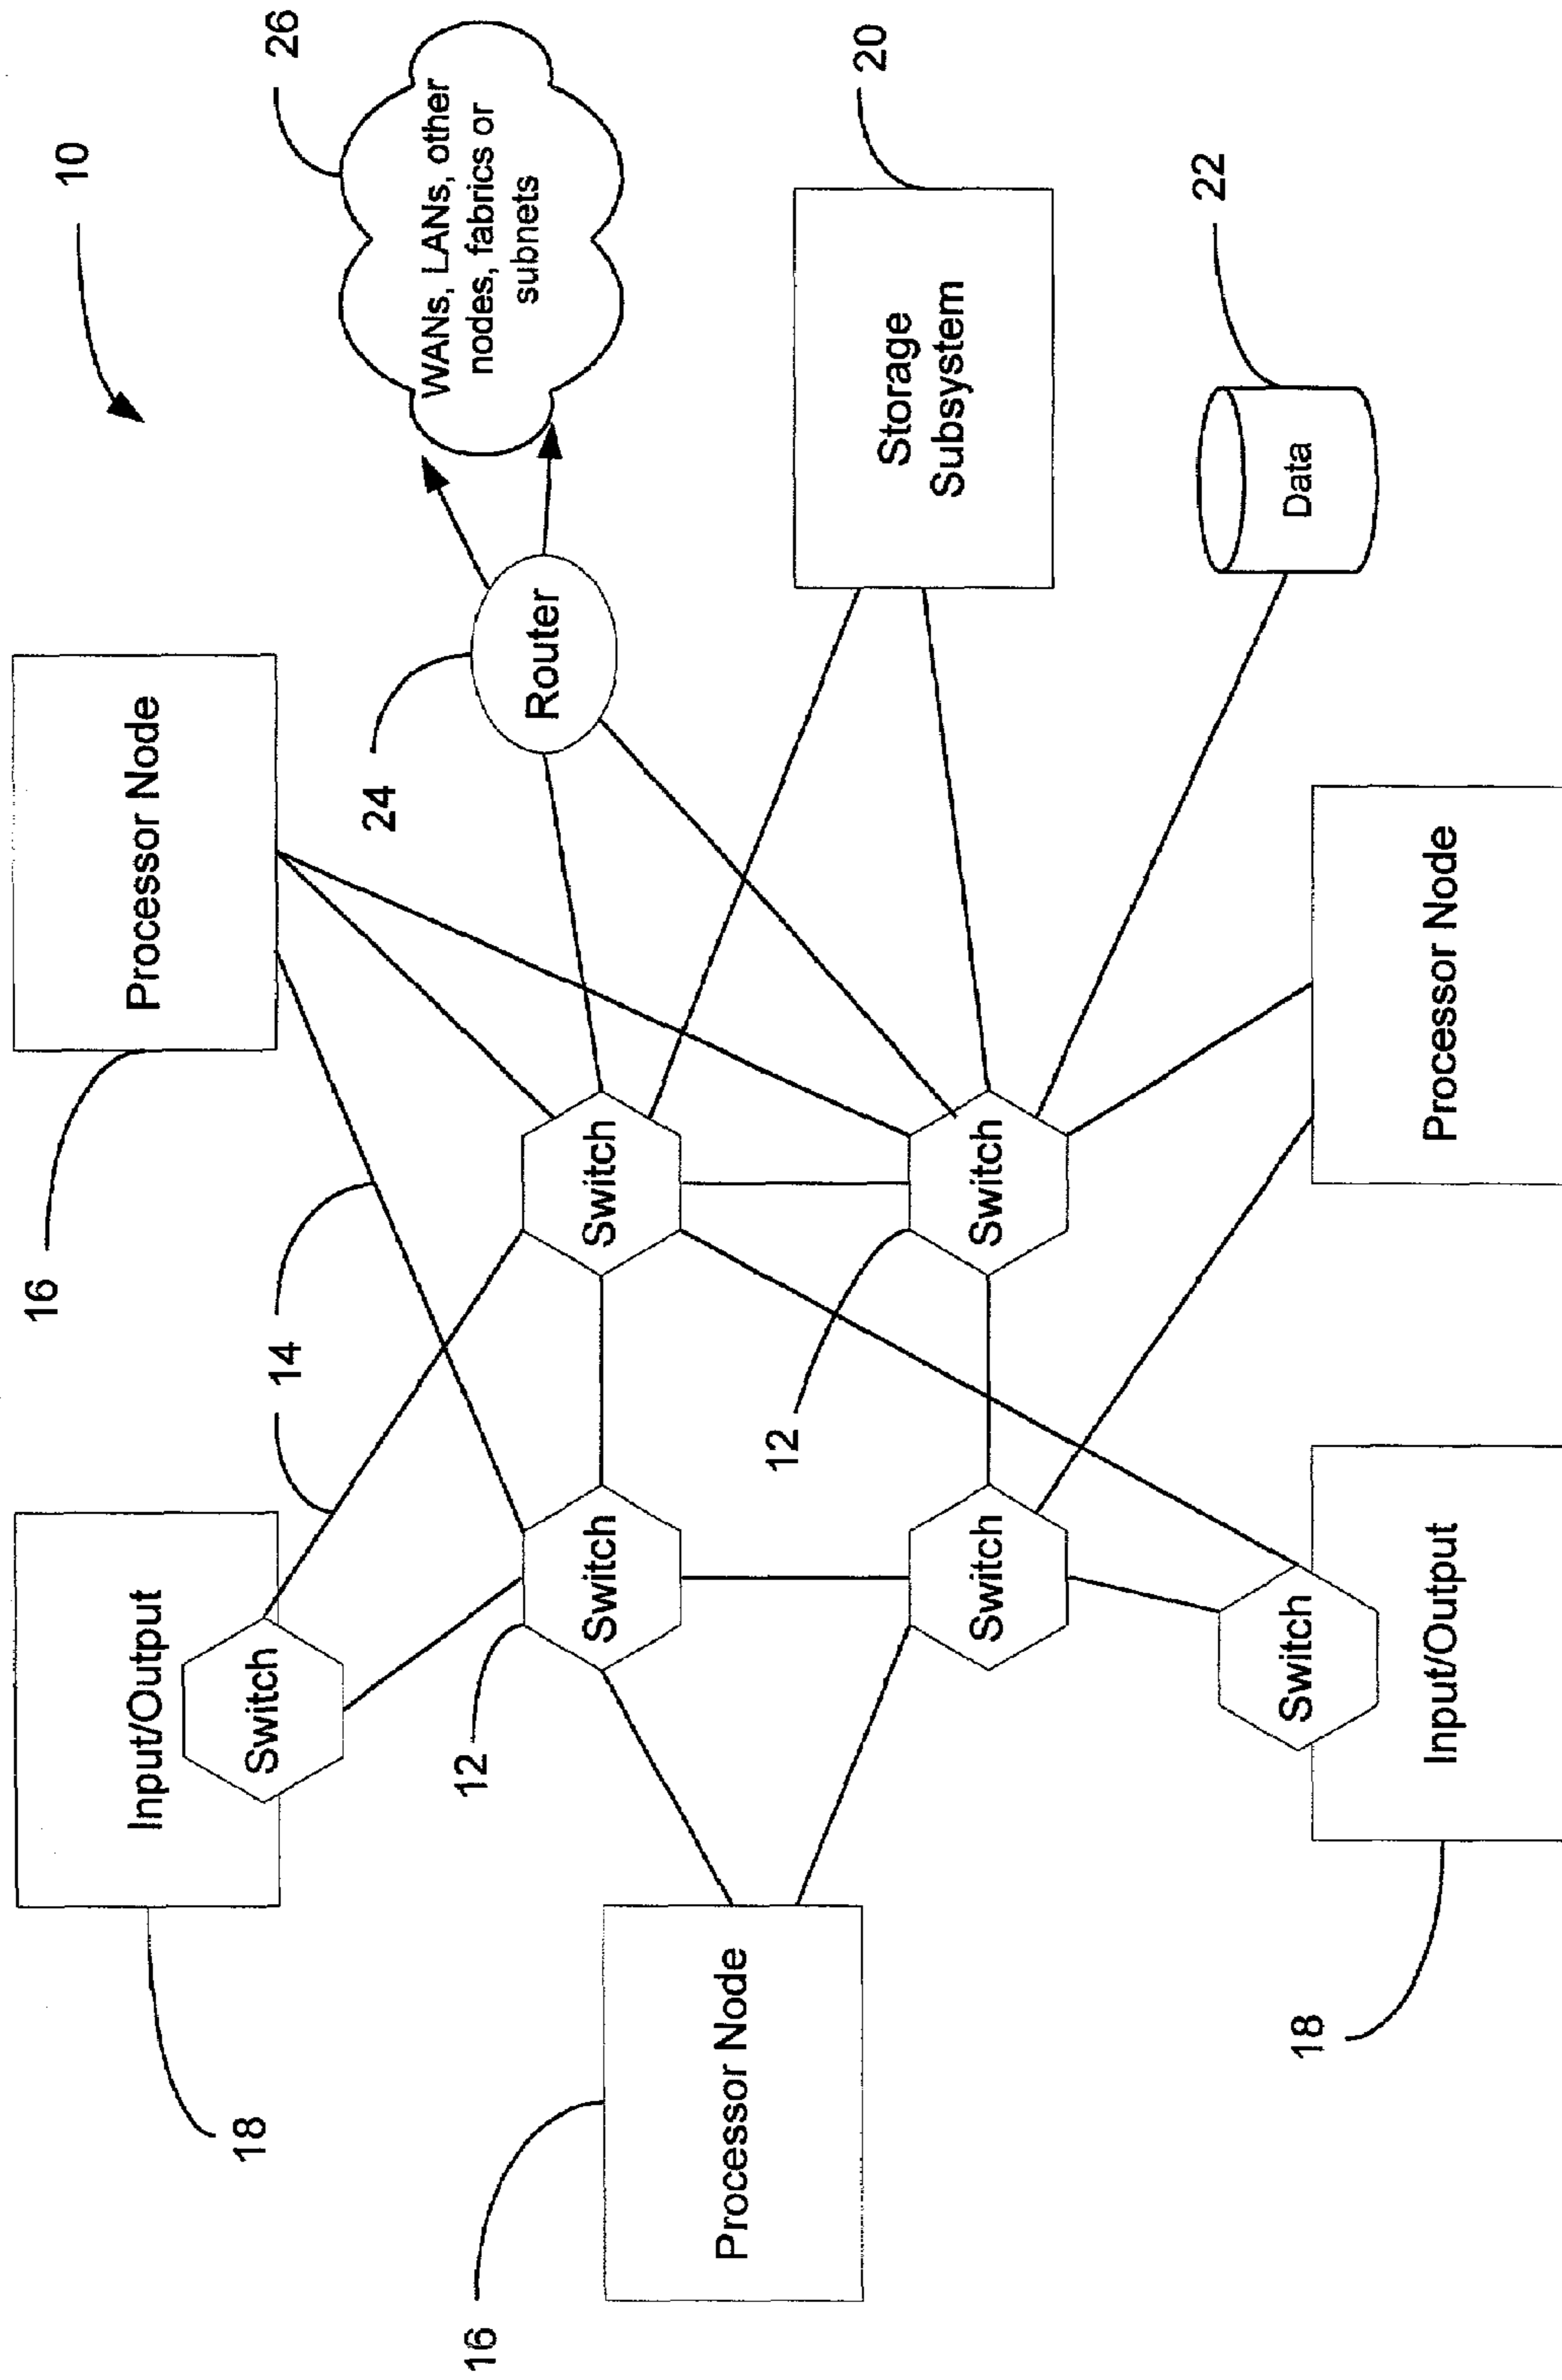 10
16
Processor Node
18
Input/Output
Switch
14
26
WANs, LANs, other
nodes, fabrics or
subnets
24
Router
12
Switch
Switch
16
Processor Node
20
Storage
Subsystem
12
Switch
Switch
22
Data
18
Switch
Input/Output
Processor Node